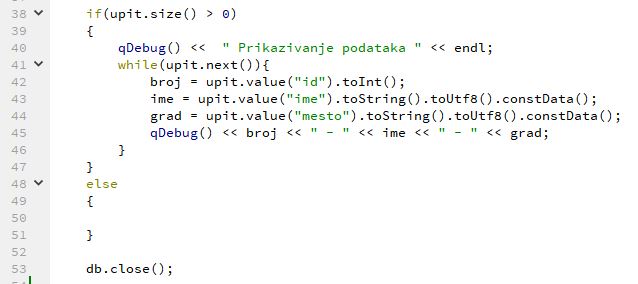 38 if(upit.size() > 0)
39 {
40 qDebug() <<  " Prikazivanje podataka " << endl;
41 while(upit.next()){
42 broj = upit.value("id").toInt();
43 ime = upit.value("ime").toString().toUtf8().constData();
44 grad = upit.value("mesto").toString().toUtf8().constData();
45 qDebug() << broj << " - " << ime << " - " << grad;
46 }
47 }
48 else
49 {
50
51 }
52
53 db.close();